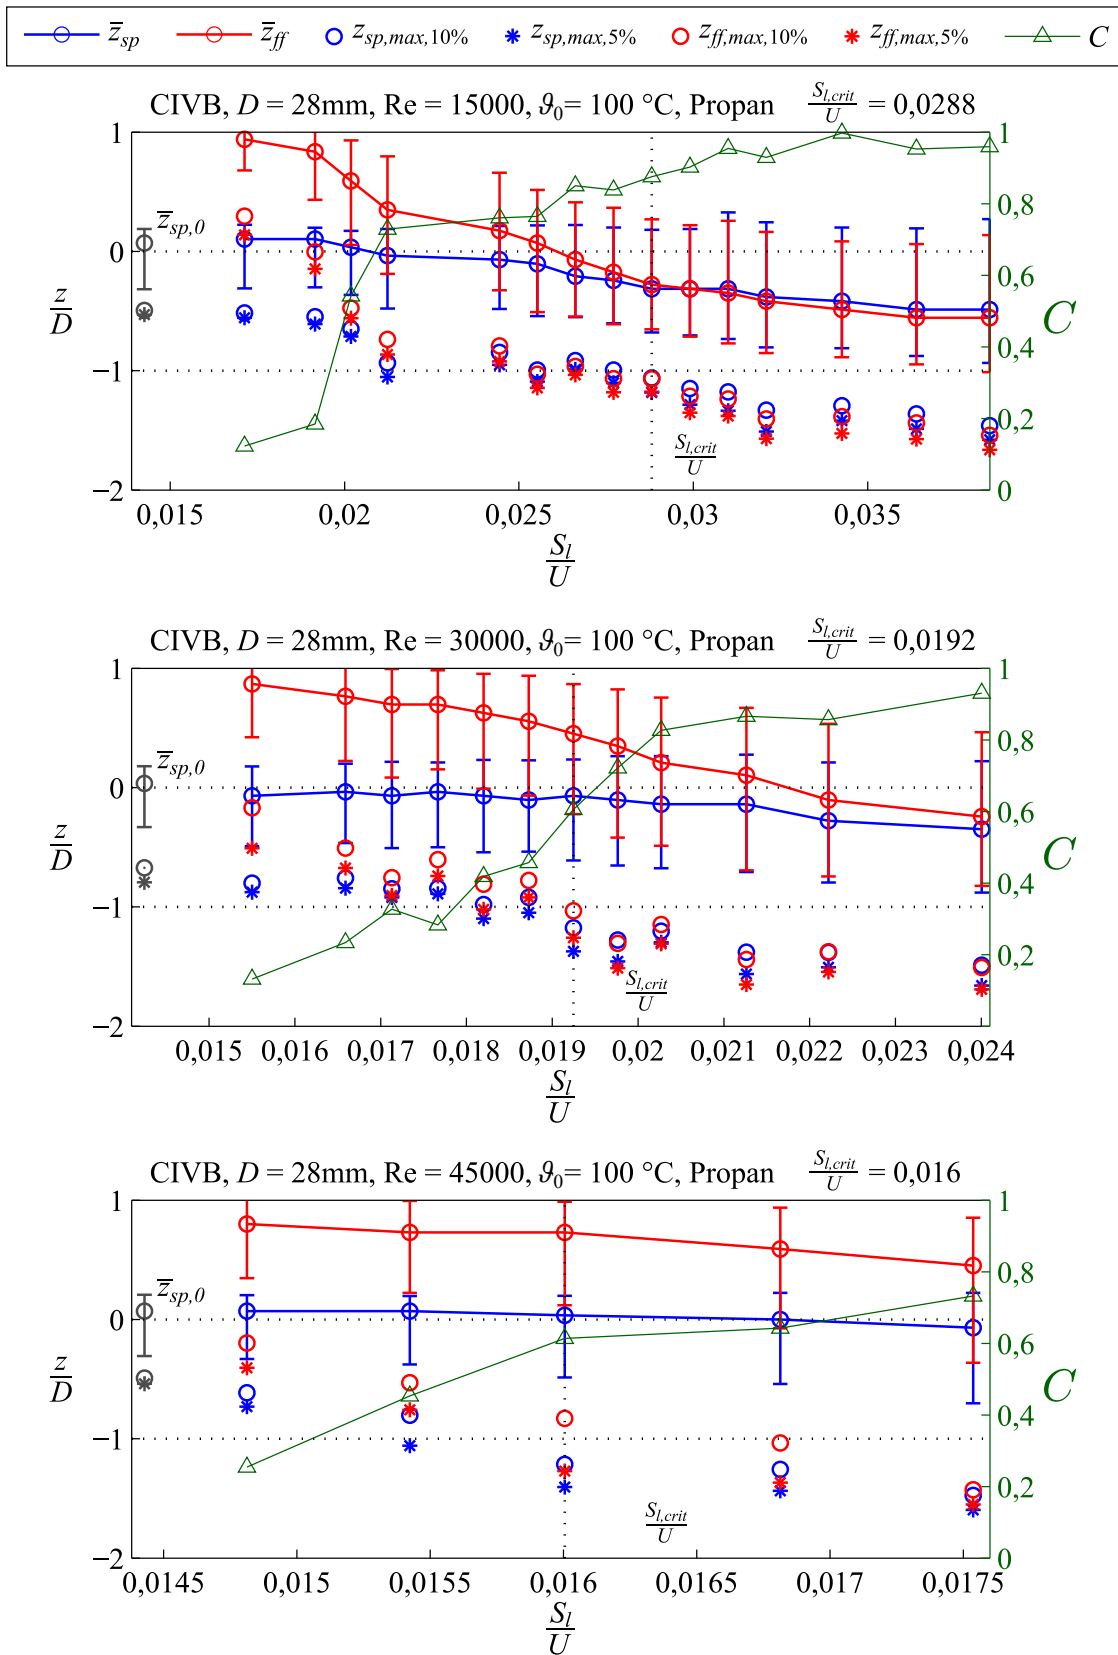 z̅sp z̅ff zsp,max,10% zsp,max,5% zff,max,10% zff,max,5% C
CIVB, D = 28mm, Re = 15000, ϑ0= 100 °C, Propan Sl,crit/U = 0,0288
1 1
0,8
z̅sp,0
0 0,6
z/D C
0,4
−1
0,2
Sl,crit/U
−2 0
0,015 0,02 0,025 0,03 0,035
Sl/U
CIVB, D = 28mm, Re = 30000, ϑ0= 100 °C, Propan Sl,crit/U = 0,0192
1 1
0,8
z̅sp,0
0 0,6
z/D C
0,4
−1
0,2
Sl,crit/U
−2 0
0,015 0,016 0,017 0,018 0,019 0,02 0,021 0,022 0,023 0,024
Sl/U
CIVB, D = 28mm, Re = 45000, ϑ0= 100 °C, Propan Sl,crit/U = 0,016
1 1
0,8
z̅sp,0
0 0,6
z/D C
0,4
−1
0,2
Sl,crit/U
−2 0
0,0145 0,015 0,0155 0,016 0,0165 0,017 0,0175
Sl/U